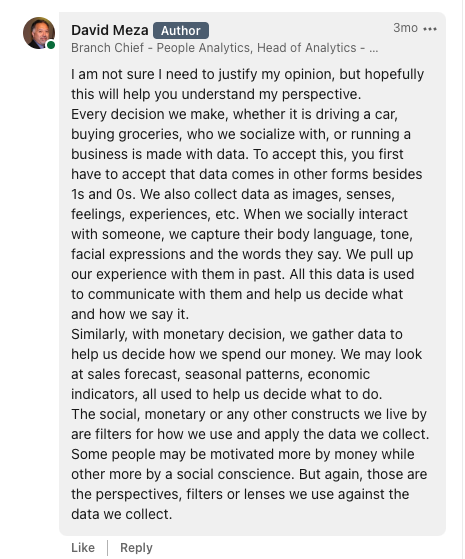 David Meza Author
3mo •••
Branch Chief - People Analytics, Head of Analytics - ...
I am not sure I need to justify my opinion, but hopefully
this will help you understand my perspective.
Every decision we make, whether it is driving a car,
buying groceries, who we socialize with, or running a
business is made with data. To accept this, you first
have to accept that data comes in other forms besides
1s and 0s. We also collect data as images, senses,
feelings, experiences, etc. When we socially interact
with someone, we capture their body language, tone,
facial expressions and the words they say. We pull up
our experience with them in past. All this data is used
to communicate with them and help us decide what
and how we say it.
Similarly, with monetary decision, we gather data to
help us decide how we spend our money. We may look
at sales forecast, seasonal patterns, economic
indicators, all used to help us decide what to do.
The social, monetary or any other constructs we live by
are filters for how we use and apply the data we collect.
Some people may be motivated more by money while
other more by a social conscience. But again, those are
the perspectives, filters or lenses we use against the
data we collect.
Like | Reply